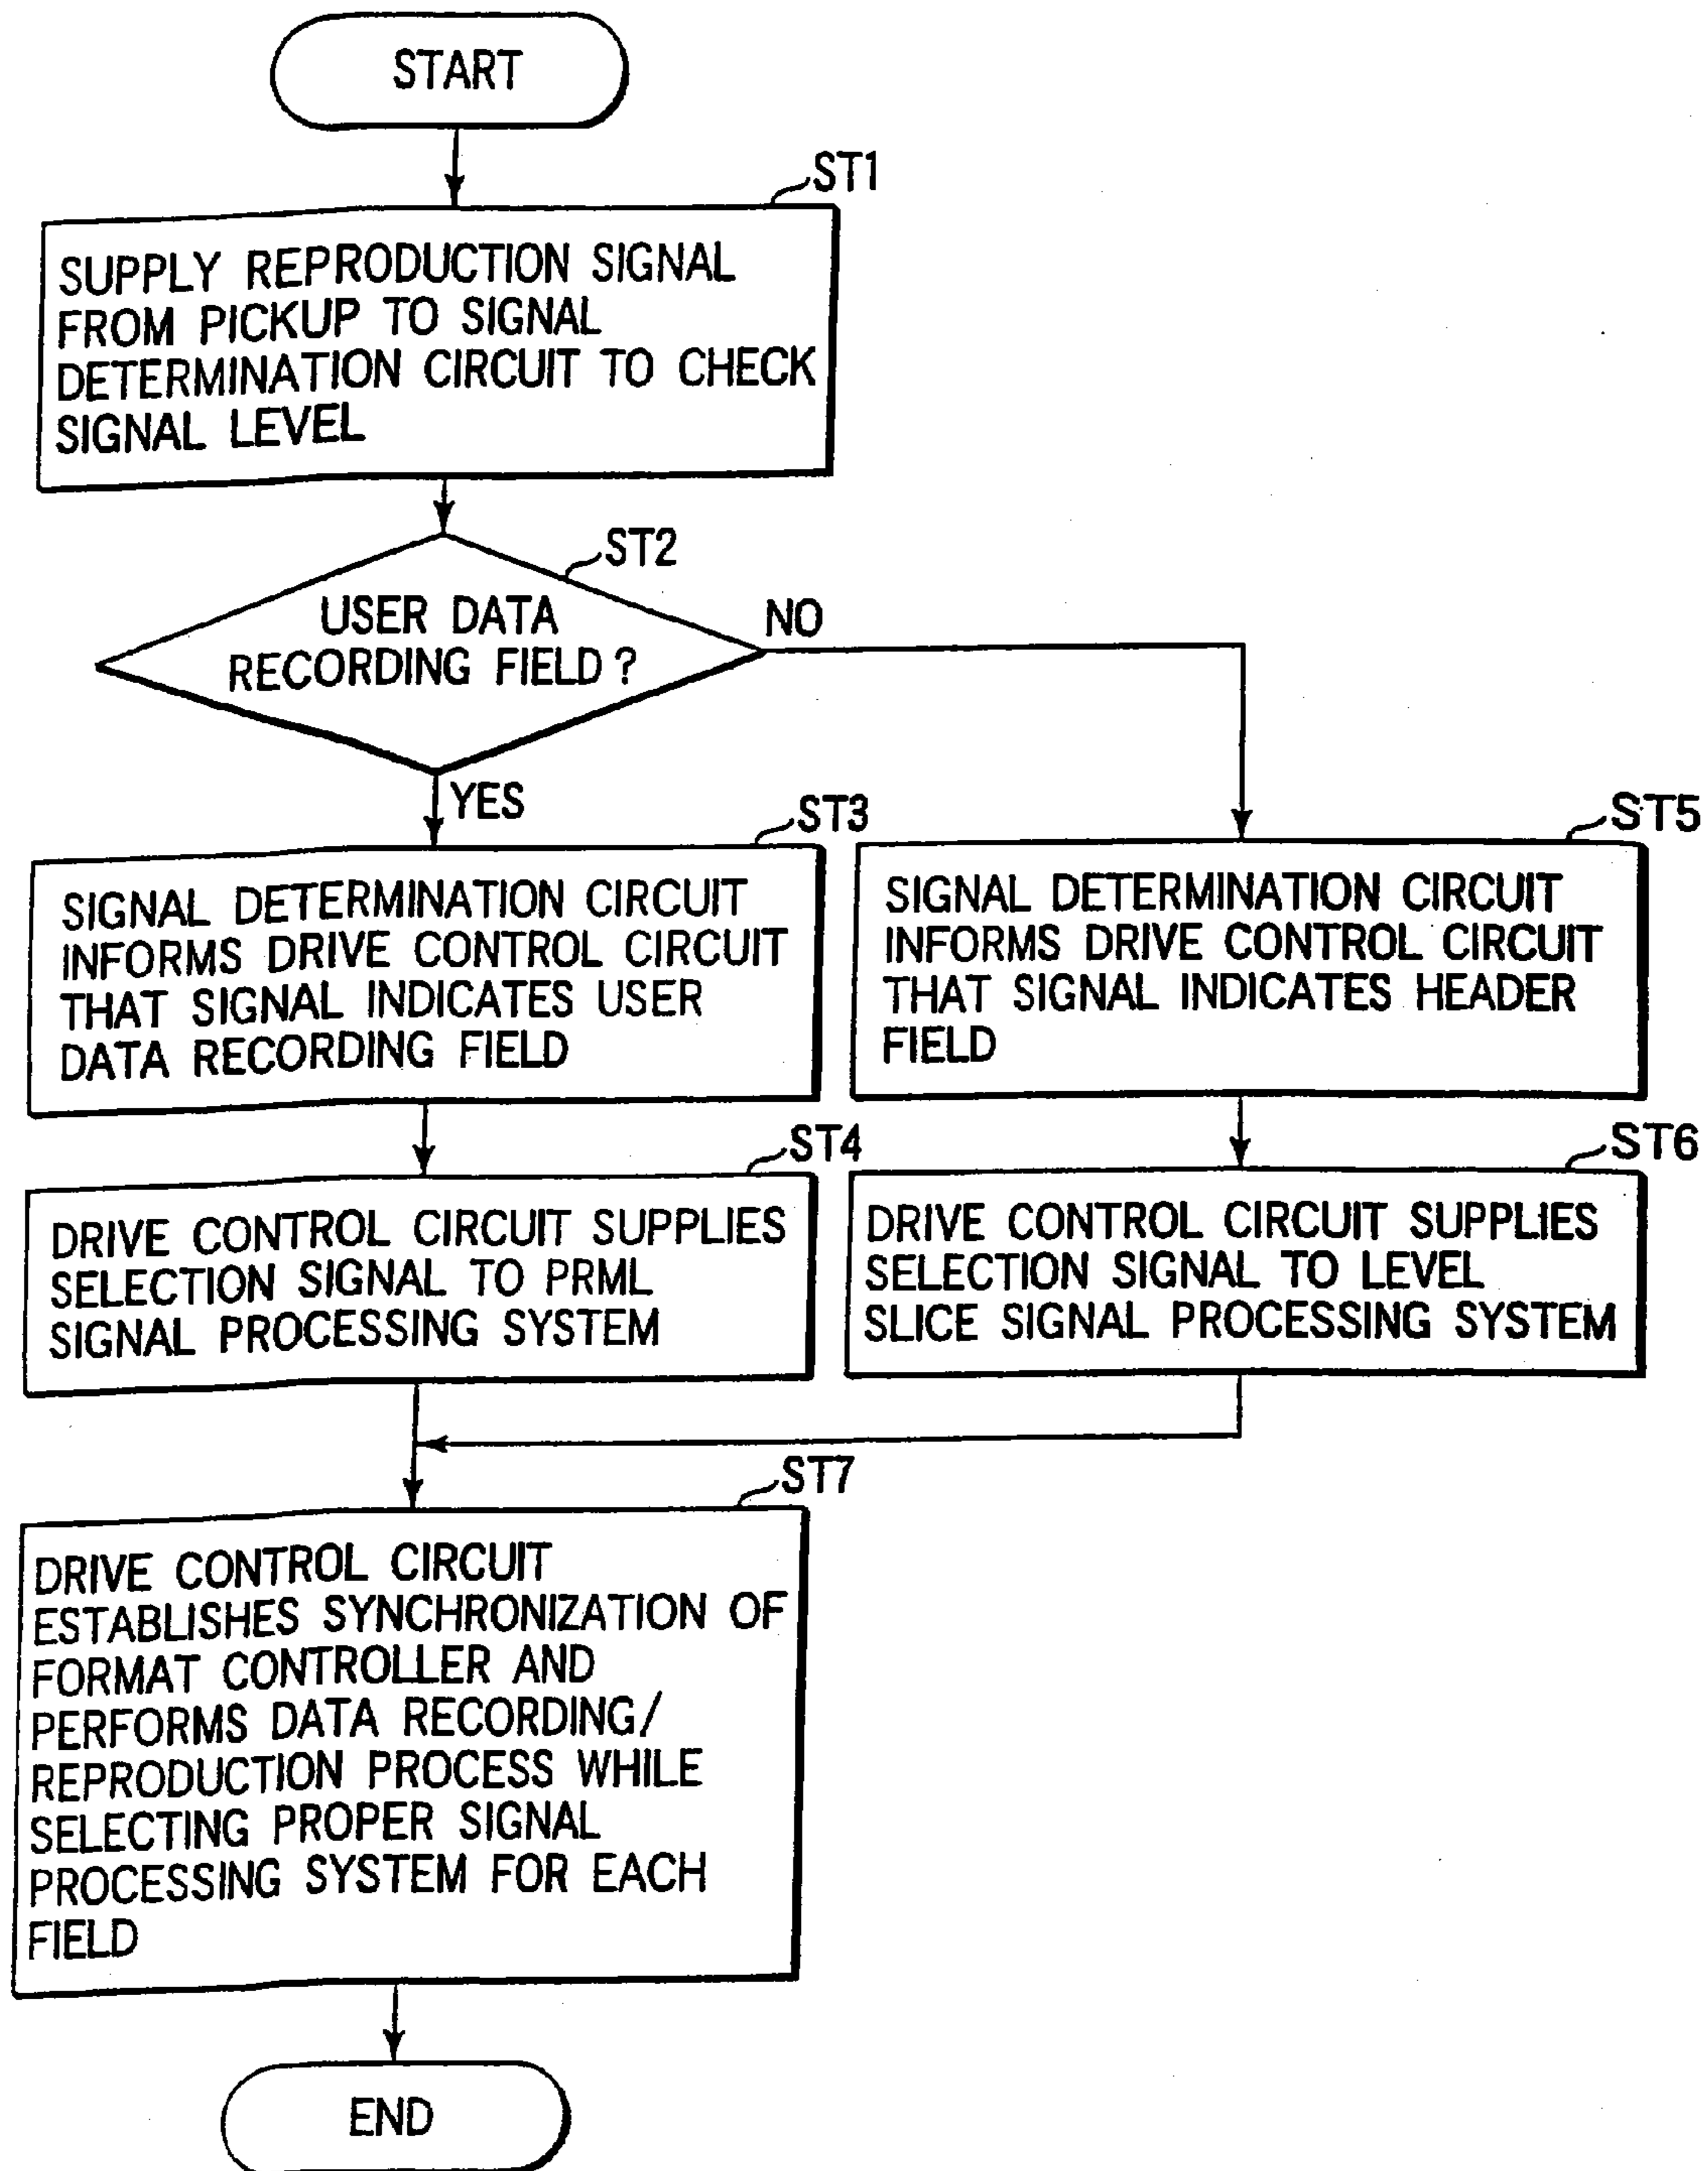 START
ST1
SUPPLY REPRODUCTION SIGNAL
FROM PICKUP TO SIGNAL
DETERMINATION CIRCUIT TO CHECK
SIGNAL LEVEL
ST2
USER DATA
RECORDING FIELD?
NO
YES
ST3
SIGNAL DETERMINATION CIRCUIT
INFORMS DRIVE CONTROL CIRCUIT
THAT SIGNAL INDICATES USER
DATA RECORDING FIELD
ST5
SIGNAL DETERMINATION CIRCUIT
INFORMS DRIVE CONTROL CIRCUIT
THAT SIGNAL INDICATES HEADER
FIELD
ST4
DRIVE CONTROL CIRCUIT SUPPLIES
SELECTION SIGNAL TO PRML
SIGNAL PROCESSING SYSTEM
ST6
DRIVE CONTROL CIRCUIT SUPPLIES
SELECTION SIGNAL TO LEVEL
SLICE SIGNAL PROCESSING SYSTEM
ST7
DRIVE CONTROL CIRCUIT
ESTABLISHES SYNCHRONIZATION OF
FORMAT CONTROLLER AND
PERFORMS DATA RECORDING/
REPRODUCTION PROCESS WHILE
SELECTING PROPER SIGNAL
PROCESSING SYSTEM FOR EACH
FIELD
END